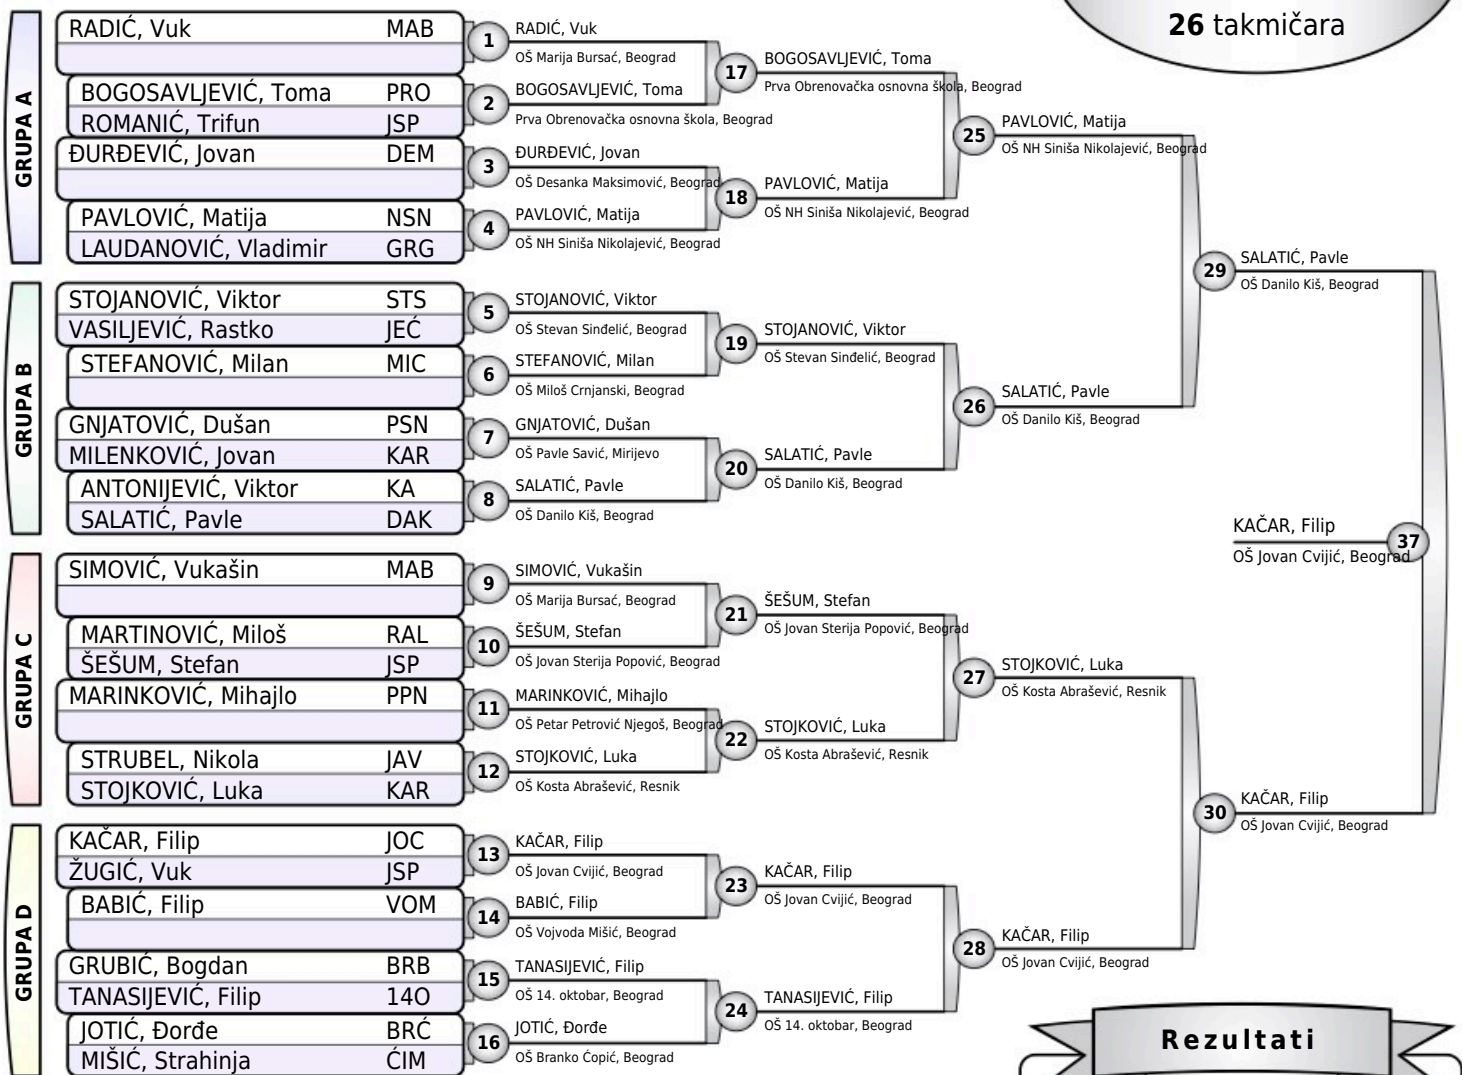 26 takmičara
GRUPA A
RADIĆ, Vuk MAB
BOGOSAVLJEVIĆ, Toma PRO
ROMANIĆ, Trifun JSP
ĐURĐEVIĆ, Jovan DEM
PAVLOVIĆ, Matija NSN
LAUDANOVIĆ, Vladimir GRG
GRUPA B
STOJANOVIĆ, Viktor STS
VASILJEVIĆ, Rastko JEĆ
STEFANOVIĆ, Milan MIC
GNJATOVIĆ, Dušan PSN
MILENKOVIĆ, Jovan KAR
ANTONIJEVIĆ, Viktor KA
SALATIĆ, Pavle DAK
GRUPA C
SIMOVIĆ, Vukašin MAB
MARTINOVIĆ, Miloš RAL
ŠEŠUM, Stefan JSP
MARINKOVIĆ, Mihajlo PPN
STRUBEL, Nikola JAV
STOJKOVIĆ, Luka KAR
GRUPA D
KAČAR, Filip JOC
ŽUGIĆ, Vuk JSP
BABIĆ, Filip VOM
GRUBIĆ, Bogdan BRB
TANASIJEVIĆ, Filip 14O
JOTIĆ, Đorđe BRĆ
MIŠIĆ, Strahinja ĆIM
1 RADIĆ, Vuk
OŠ Marija Bursać, Beograd
2 BOGOSAVLJEVIĆ, Toma
Prva Obrenovačka osnovna škola, Beograd
3 ĐURĐEVIĆ, Jovan
OŠ Desanka Maksimović, Beograd
4 PAVLOVIĆ, Matija
OŠ NH Siniša Nikolajević, Beograd
5 STOJANOVIĆ, Viktor
OŠ Stevan Sinđelić, Beograd
6 STEFANOVIĆ, Milan
OŠ Miloš Crnjanski, Beograd
7 GNJATOVIĆ, Dušan
OŠ Pavle Savić, Mirijevo
8 SALATIĆ, Pavle
OŠ Danilo Kiš, Beograd
9 SIMOVIĆ, Vukašin
OŠ Marija Bursać, Beograd
10 ŠEŠUM, Stefan
OŠ Jovan Sterija Popović, Beograd
11 MARINKOVIĆ, Mihajlo
OŠ Petar Petrović Njegoš, Beograd
12 STOJKOVIĆ, Luka
OŠ Kosta Abrašević, Resnik
13 KAČAR, Filip
OŠ Jovan Cvijić, Beograd
14 BABIĆ, Filip
OŠ Vojvoda Mišić, Beograd
15 TANASIJEVIĆ, Filip
OŠ 14. oktobar, Beograd
16 JOTIĆ, Đorđe
OŠ Branko Ćopić, Beograd
17 BOGOSAVLJEVIĆ, Toma
Prva Obrenovačka osnovna škola, Beograd
18 PAVLOVIĆ, Matija
OŠ NH Siniša Nikolajević, Beograd
19 STOJANOVIĆ, Viktor
OŠ Stevan Sinđelić, Beograd
20 SALATIĆ, Pavle
OŠ Danilo Kiš, Beograd
21 ŠEŠUM, Stefan
OŠ Jovan Sterija Popović, Beograd
22 STOJKOVIĆ, Luka
OŠ Kosta Abrašević, Resnik
23 KAČAR, Filip
OŠ Jovan Cvijić, Beograd
24 TANASIJEVIĆ, Filip
OŠ 14. oktobar, Beograd
25 PAVLOVIĆ, Matija
OŠ NH Siniša Nikolajević, Beograd
26 SALATIĆ, Pavle
OŠ Danilo Kiš, Beograd
27 STOJKOVIĆ, Luka
OŠ Kosta Abrašević, Resnik
28 KAČAR, Filip
OŠ Jovan Cvijić, Beograd
29 SALATIĆ, Pavle
OŠ Danilo Kiš, Beograd
30 KAČAR, Filip
OŠ Jovan Cvijić, Beograd
KAČAR, Filip 37
OŠ Jovan Cvijić, Beograd
Rezultati